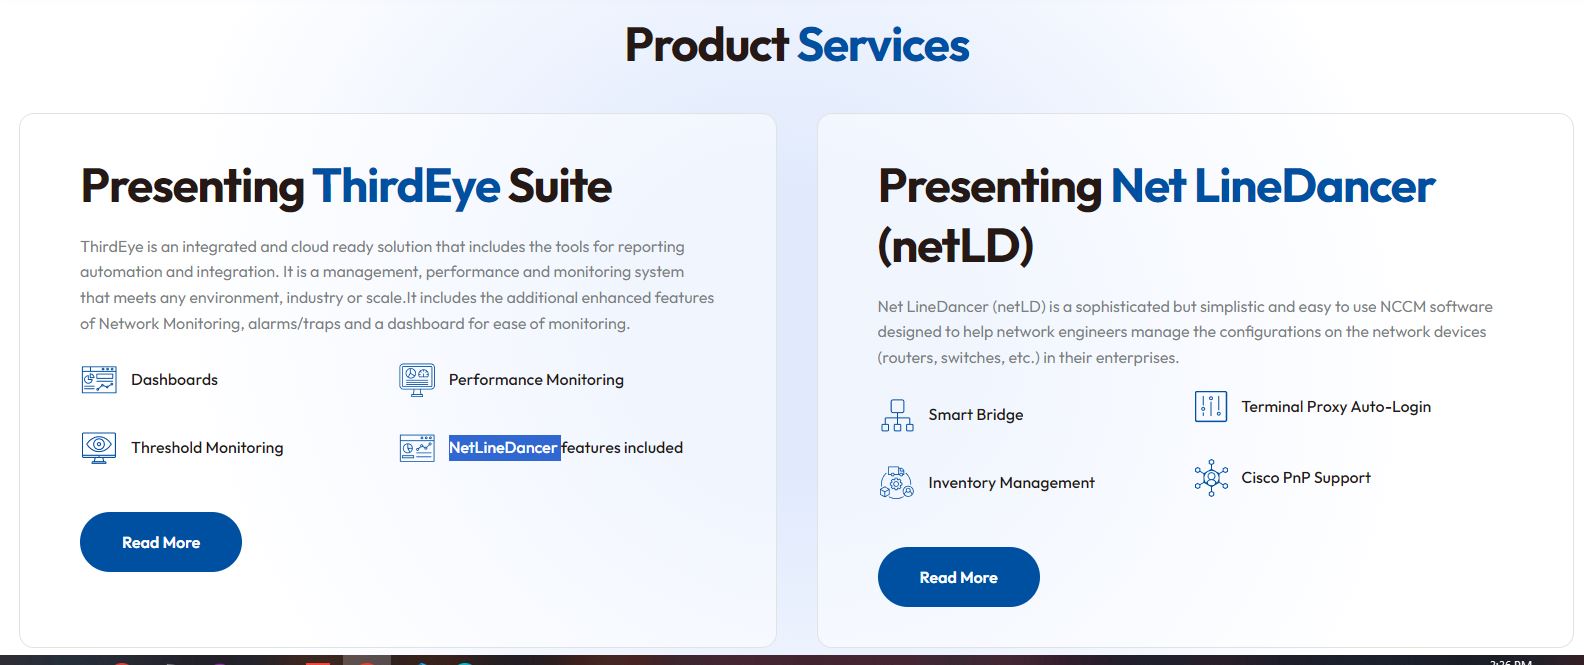 Product Services
Presenting ThirdEye Suite
ThirdEye is an integrated and cloud ready solution that includes the tools for reporting
automation and integration. It is a management, performance and monitoring system
that meets any environment, industry or scale.It includes the additional enhanced features
of Network Monitoring, alarms/traps and a dashboard for ease of monitoring.
Dashboards
Performance Monitoring
Threshold Monitoring
NetLineDancer features included
Read More
Presenting Net LineDancer
(netLD)
Net LineDancer (netLD) is a sophisticated but simplistic and easy to use NCCM software
designed to help network engineers manage the configurations on the network devices
(routers, switches, etc.) in their enterprises.
Smart Bridge
Terminal Proxy Auto-Login
Inventory Management
Cisco PnP Support
Read More